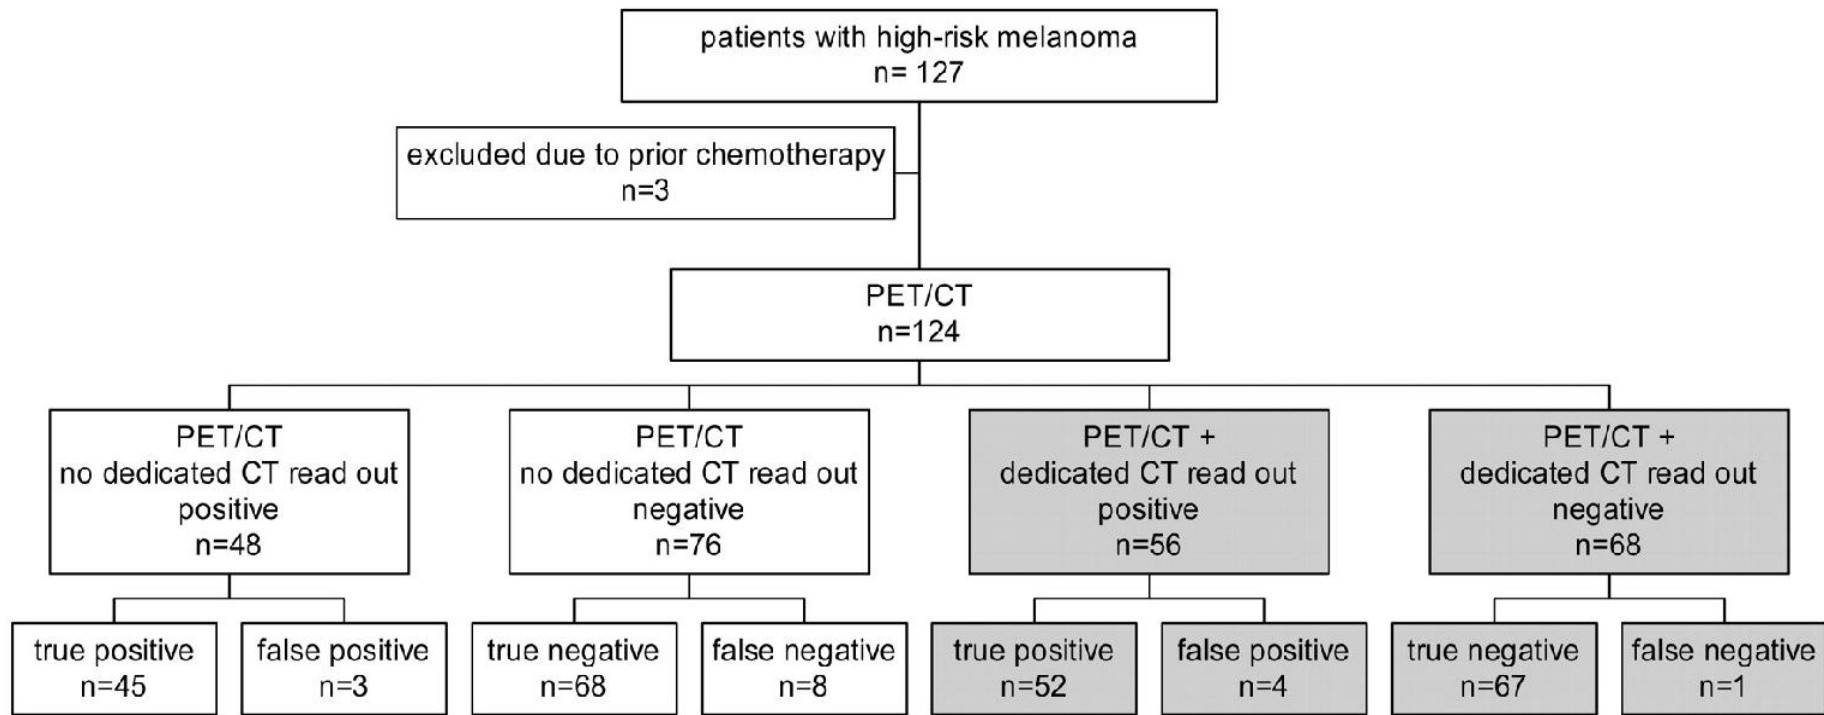 patients with high-risk melanoma
n= 127
excluded due to prior chemotherapy
n=3
PET/CT
n=124
PET/CT
no dedicated CT read out
positive
n=48
PET/CT
no dedicated CT read out
negative
n=76
PET/CT +
dedicated CT read out
positive
n=56
PET/CT +
dedicated CT read out
negative
n=68
true positive
n=45
false positive
n=3
true negative
n=68
false negative
n=8
true positive
n=52
false positive
n=4
true negative
n=67
false negative
n=1